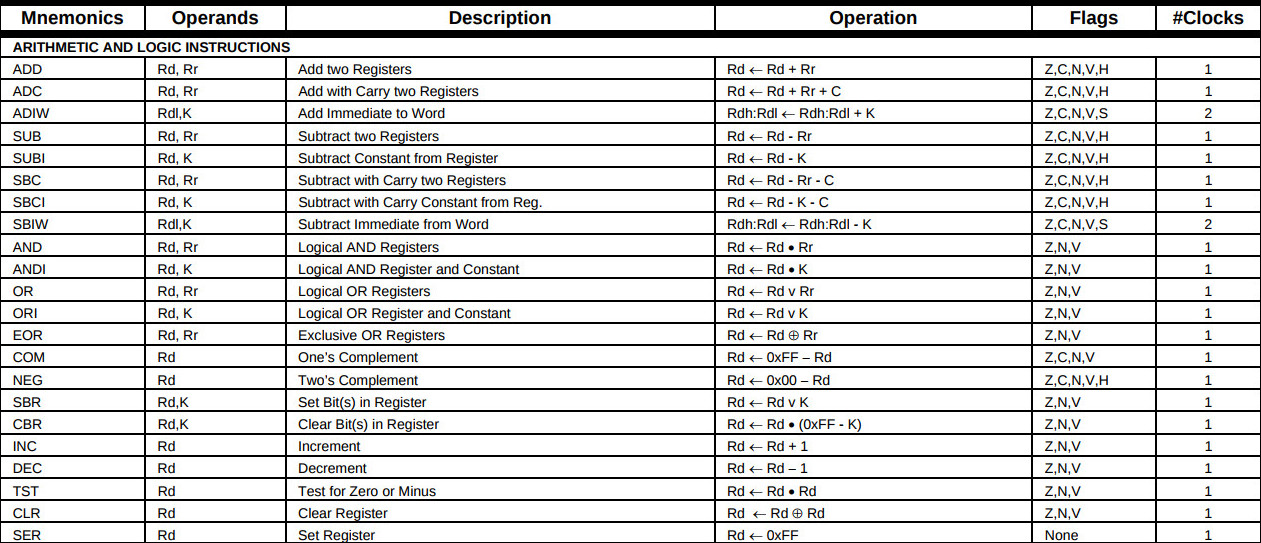 Mnemonics Operands Description Operation Flags #Clocks
ARITHMETIC AND LOGIC INSTRUCTIONS
ADD Rd, Rr Add two Registers Rd ← Rd + Rr Z,C,N,V,H 1
ADC Rd, Rr Add with Carry two Registers Rd ← Rd + Rr + C Z,C,N,V,H 1
ADIW Rdl,K Add Immediate to Word Rdh:Rdl ← Rdh:Rdl + K Z,C,N,V,S 2
SUB Rd, Rr Subtract two Registers Rd ← Rd - Rr Z,C,N,V,H 1
SUBI Rd, K Subtract Constant from Register Rd ← Rd - K Z,C,N,V,H 1
SBC Rd, Rr Subtract with Carry two Registers Rd ← Rd - Rr - C Z,C,N,V,H 1
SBCI Rd, K Subtract with Carry Constant from Reg. Rd ← Rd - K - C Z,C,N,V,H 1
SBIW Rdl,K Subtract Immediate from Word Rdh:Rdl ← Rdh:Rdl - K Z,C,N,V,S 2
AND Rd, Rr Logical AND Registers Rd ← Rd • Rr Z,N,V 1
ANDI Rd, K Logical AND Register and Constant Rd ← Rd • K Z,N,V 1
OR Rd, Rr Logical OR Registers Rd ← Rd v Rr Z,N,V 1
ORI Rd, K Logical OR Register and Constant Rd ← Rd v K Z,N,V 1
EOR Rd, Rr Exclusive OR Registers Rd ← Rd ⊕ Rr Z,N,V 1
COM Rd One’s Complement Rd ← 0xFF – Rd Z,C,N,V 1
NEG Rd Two’s Complement Rd ← 0x00 – Rd Z,C,N,V,H 1
SBR Rd,K Set Bit(s) in Register Rd ← Rd v K Z,N,V 1
CBR Rd,K Clear Bit(s) in Register Rd ← Rd • (0xFF - K) Z,N,V 1
INC Rd Increment Rd ← Rd + 1 Z,N,V 1
DEC Rd Decrement Rd ← Rd – 1 Z,N,V 1
TST Rd Test for Zero or Minus Rd ← Rd • Rd Z,N,V 1
CLR Rd Clear Register Rd ← Rd ⊕ Rd Z,N,V 1
SER Rd Set Register Rd ← 0xFF None 1